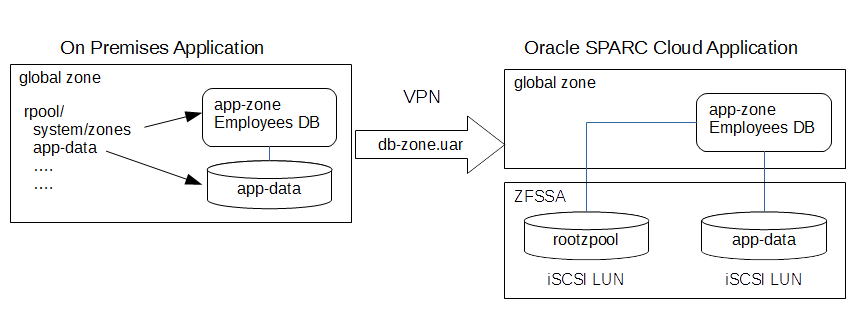 On Premises Application
global zone
rpool/
system/zones
app-data
....
....
app-zone
Employees DB
app-data
VPN
db-zone.uar
Oracle SPARC Cloud Application
global zone
app-zone
Employees DB
ZFSSA
rootzpool
app-data
iSCSI LUN
iSCSI LUN